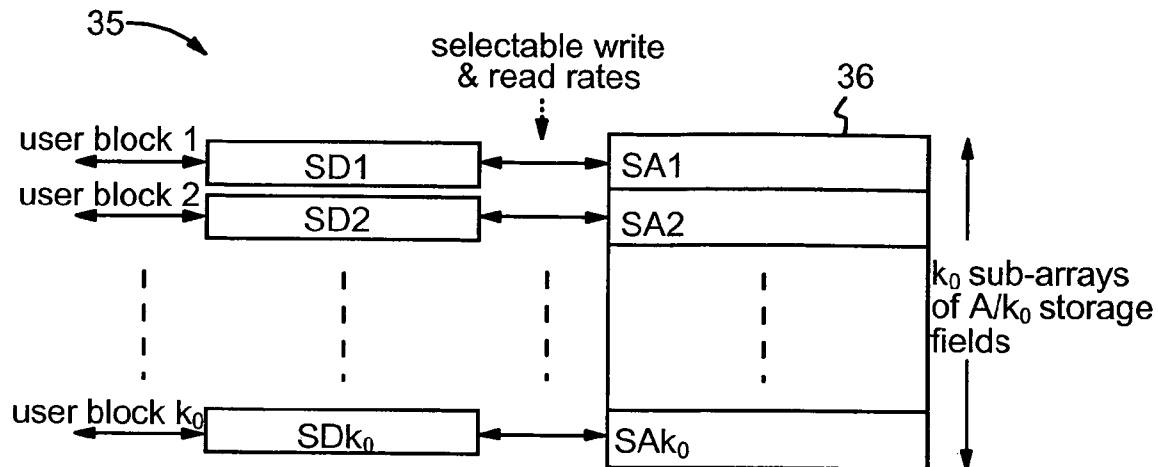 35
selectable write
& read rates
36
user block 1
SD1
SA1
user block 2
SD2
SA2
k₀ sub-arrays
of A/k₀ storage
fields
user block k₀
SDk₀
SAk₀